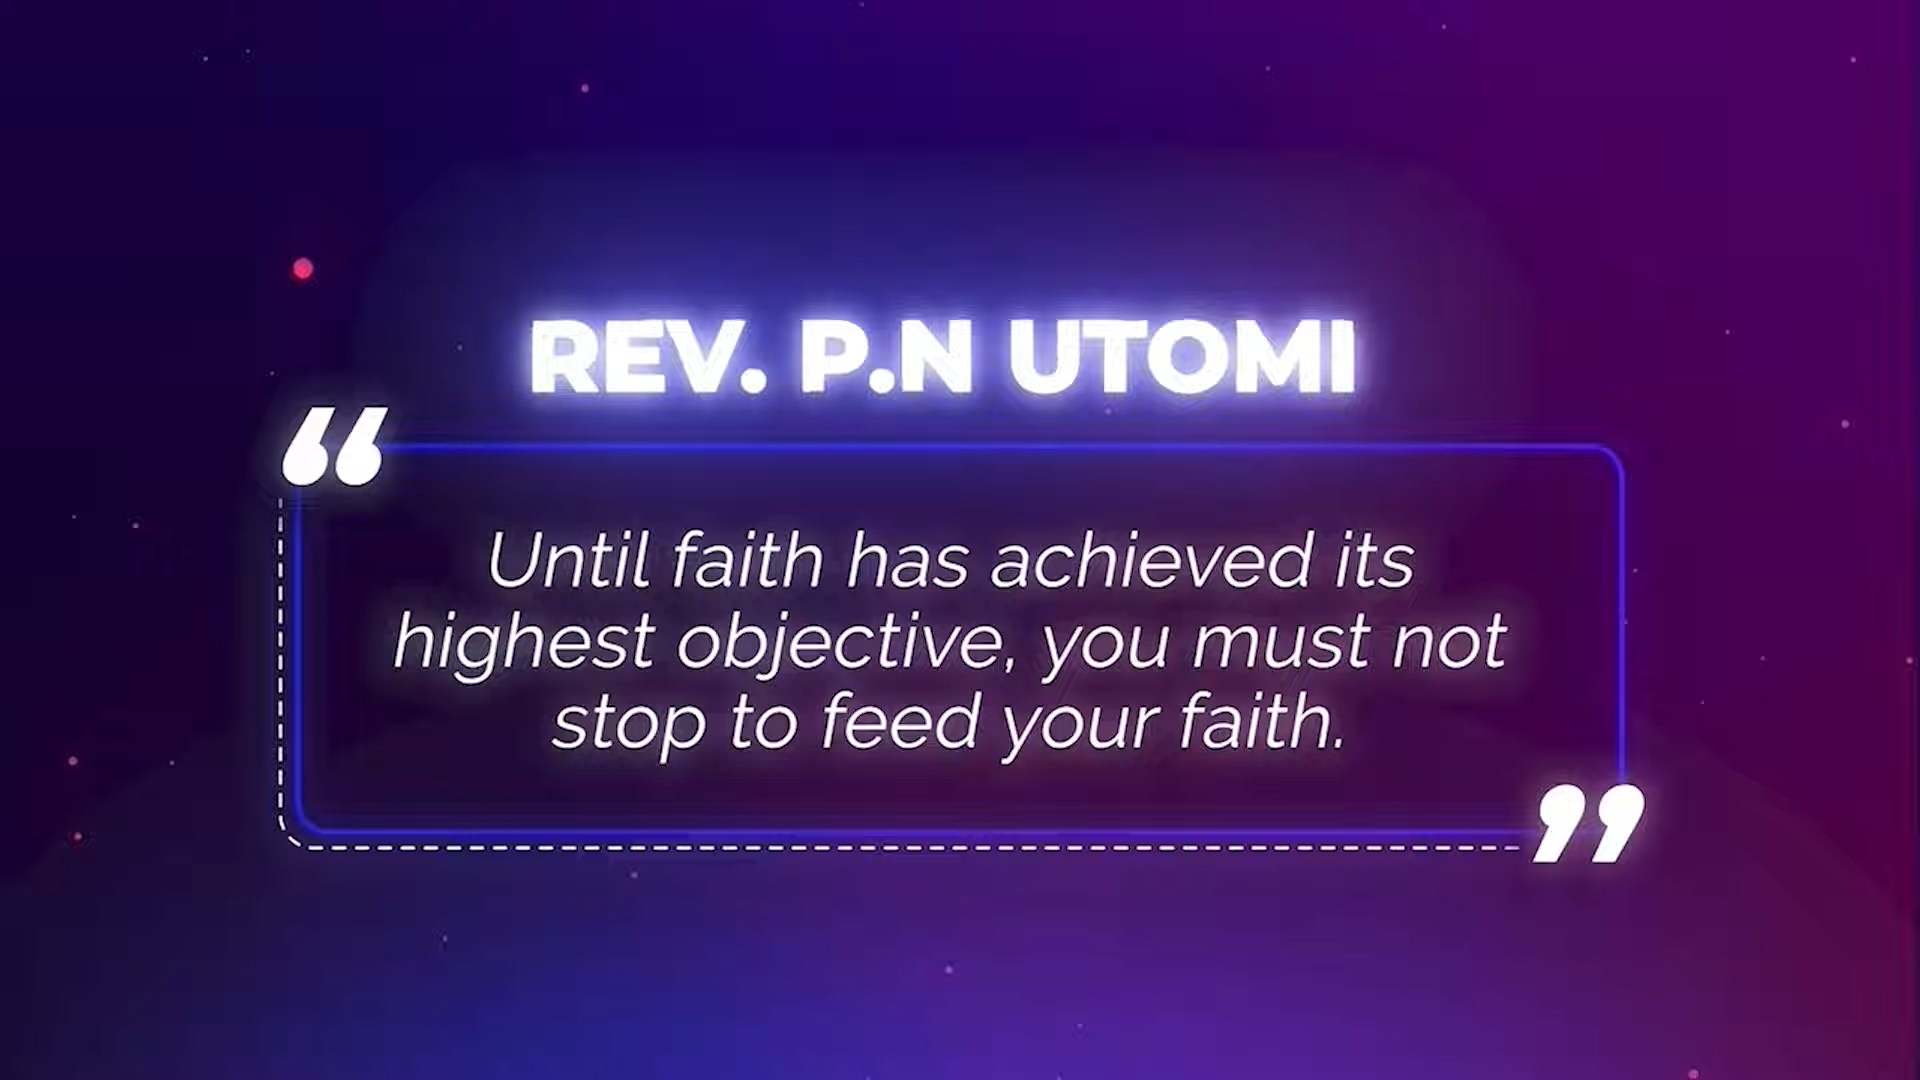 REV. P.N UTOMI
“
Until faith has achieved its
highest objective, you must not
stop to feed your faith.
”